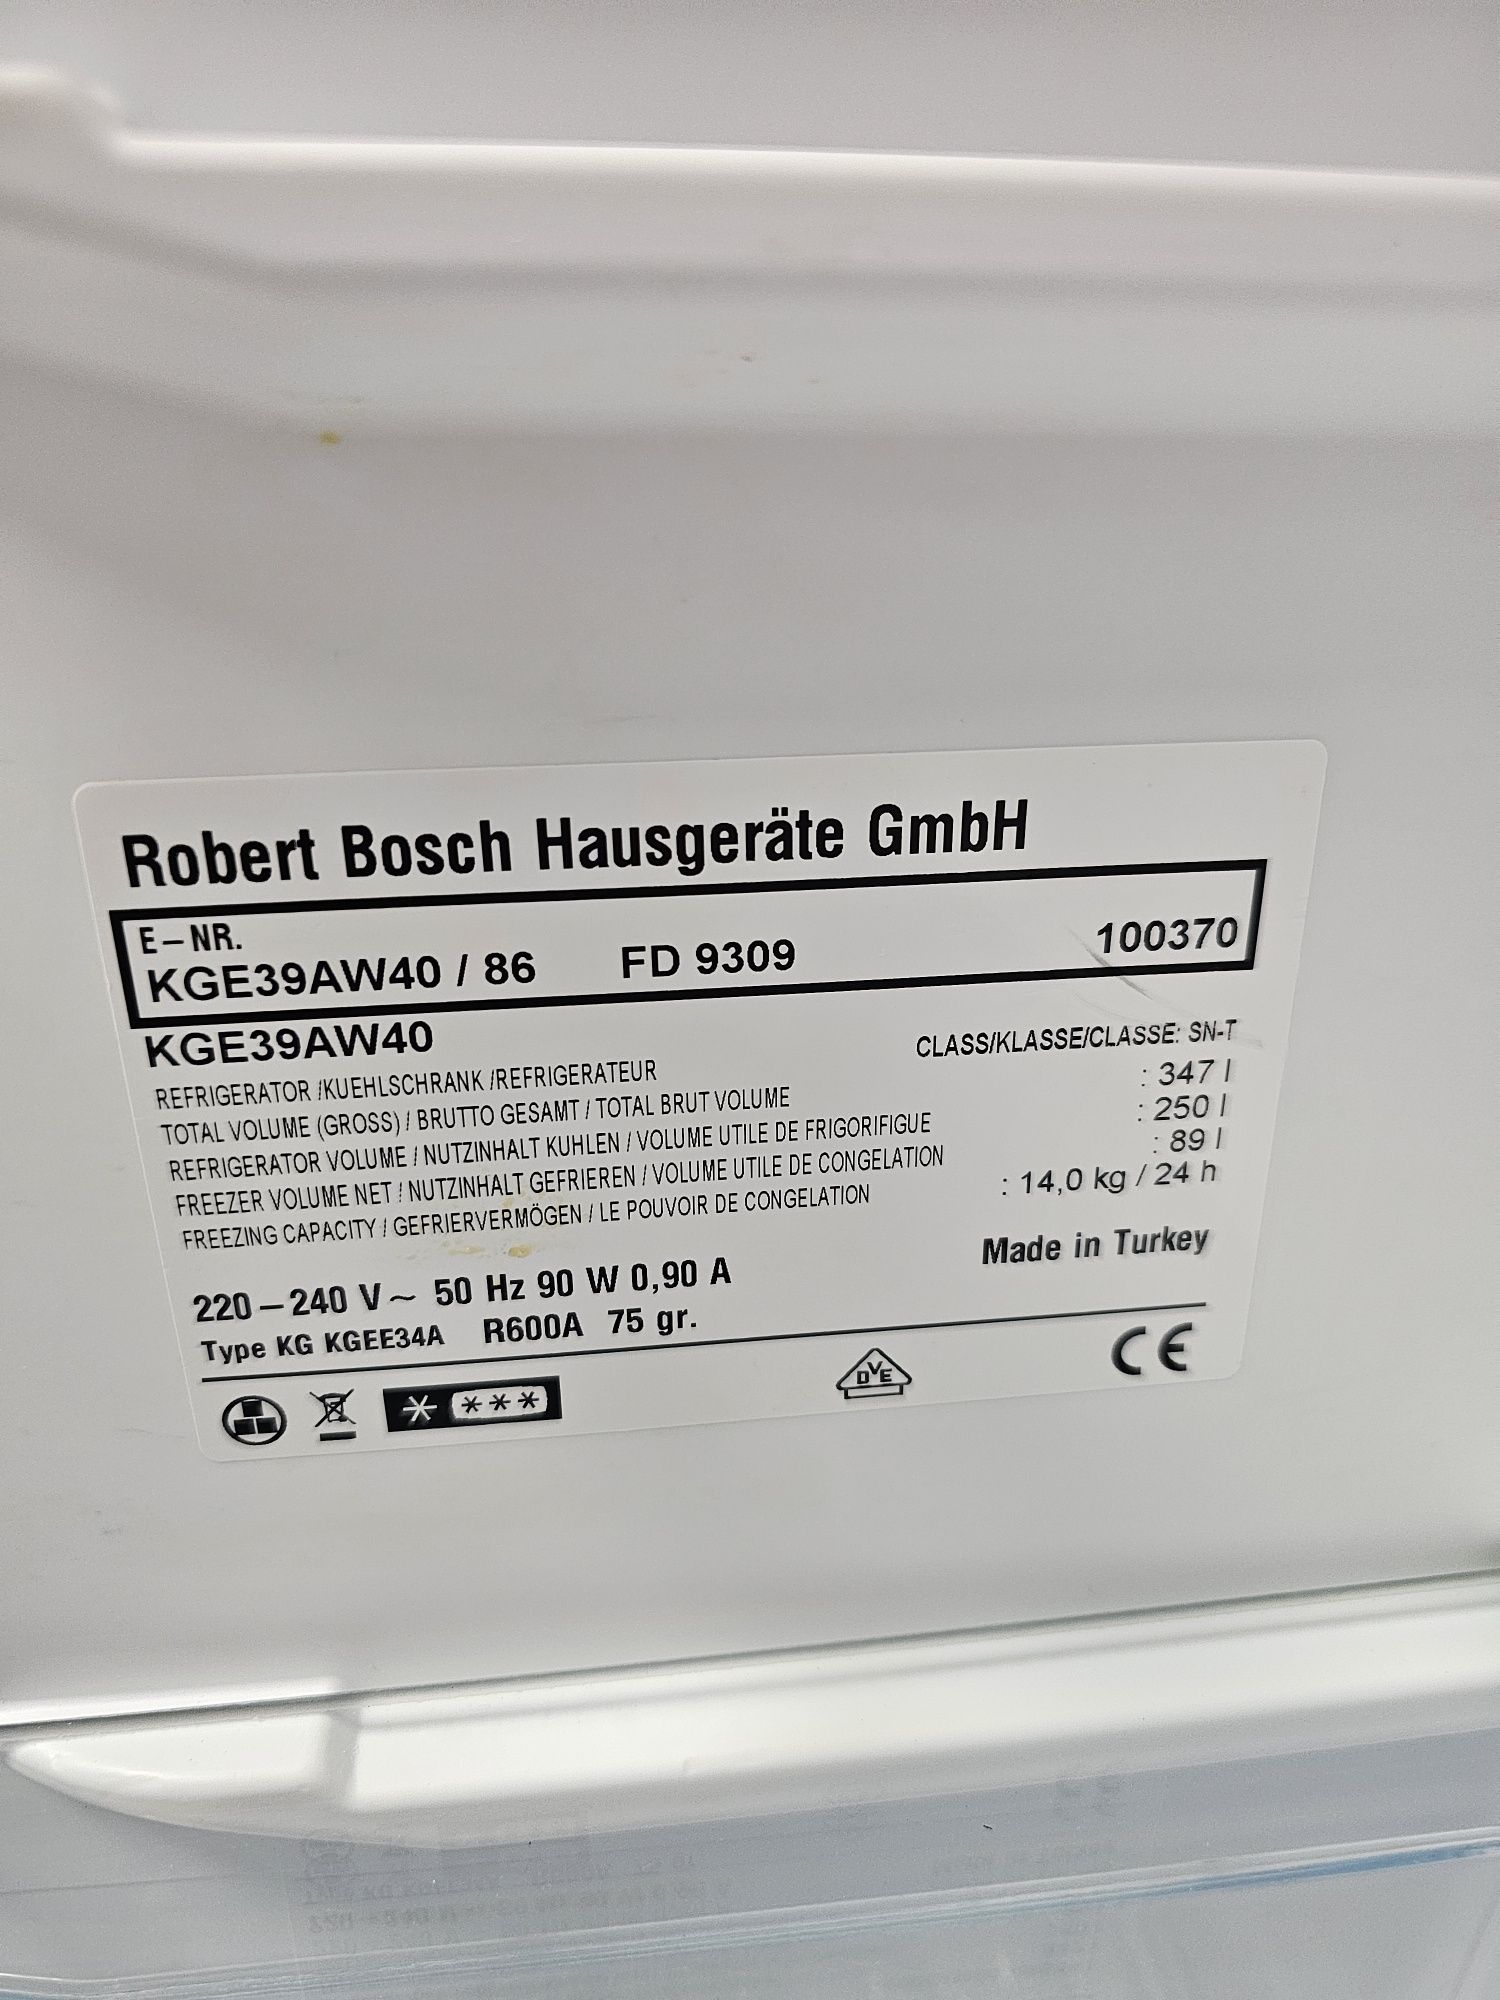 Robert Bosch Hausgeräte GmbH
E-NR.
KGE39AW40 / 86 FD 9309 100370
KGE39AW40
CLASS/KLASSE/CLASSE: SN-T
REFRIGERATOR /KUEHLSCHRANK /REFRIGERATEUR
TOTAL VOLUME (GROSS) / BRUTTO GESAMT / TOTAL BRUT VOLUME : 347 l
REFRIGERATOR VOLUME / NUTZINHALT KUHLEN / VOLUME UTILE DE FRIGORIFIGUE : 250 l
FREEZER VOLUME NET / NUTZINHALT GEFRIEREN / VOLUME UTILE DE CONGELATION : 89 l
FREEZING CAPACITY / GEFRIERVERMÖGEN / LE POUVOIR DE CONGELATION : 14,0 kg / 24 h
Made in Turkey
220-240 V~ 50 Hz 90 W 0,90 A
Type KG KGEE34A R600A 75 gr.
* ***
DVE
CE